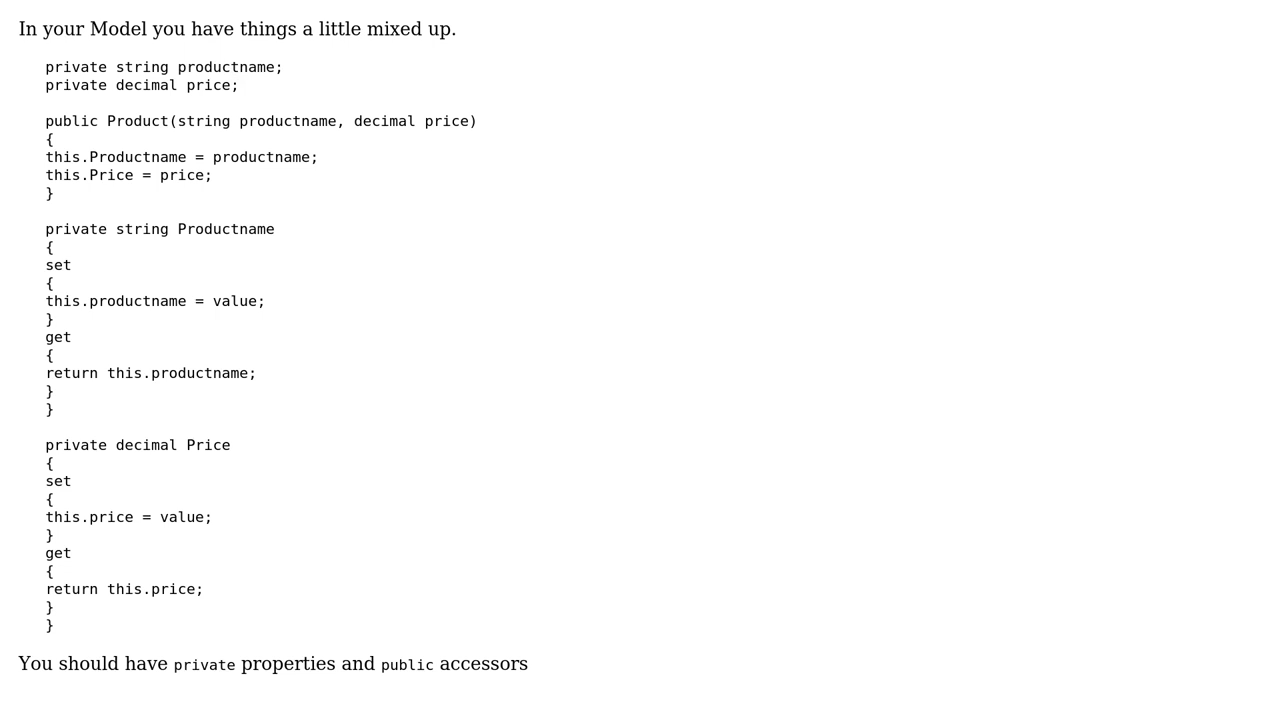 In your Model you have things a little mixed up.
private string productname;
private decimal price;
public Product(string productname, decimal price)
{
this.Productname = productname;
this.Price = price;
}
private string Productname
{
set
{
this.productname = value;
}
get
{
return this.productname;
}
}
private decimal Price
{
set
{
this.price = value;
}
get
{
return this.price;
}
}
You should have private properties and public accessors